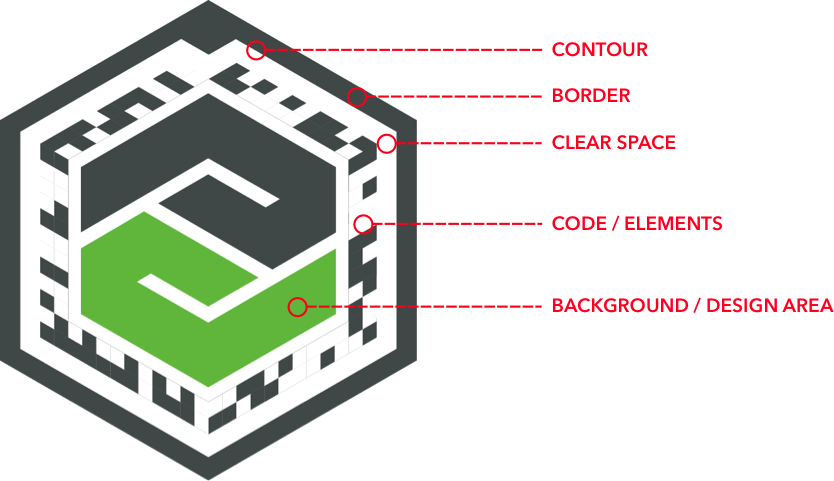 CONTOUR
BORDER
CLEAR SPACE
CODE / ELEMENTS
BACKGROUND / DESIGN AREA